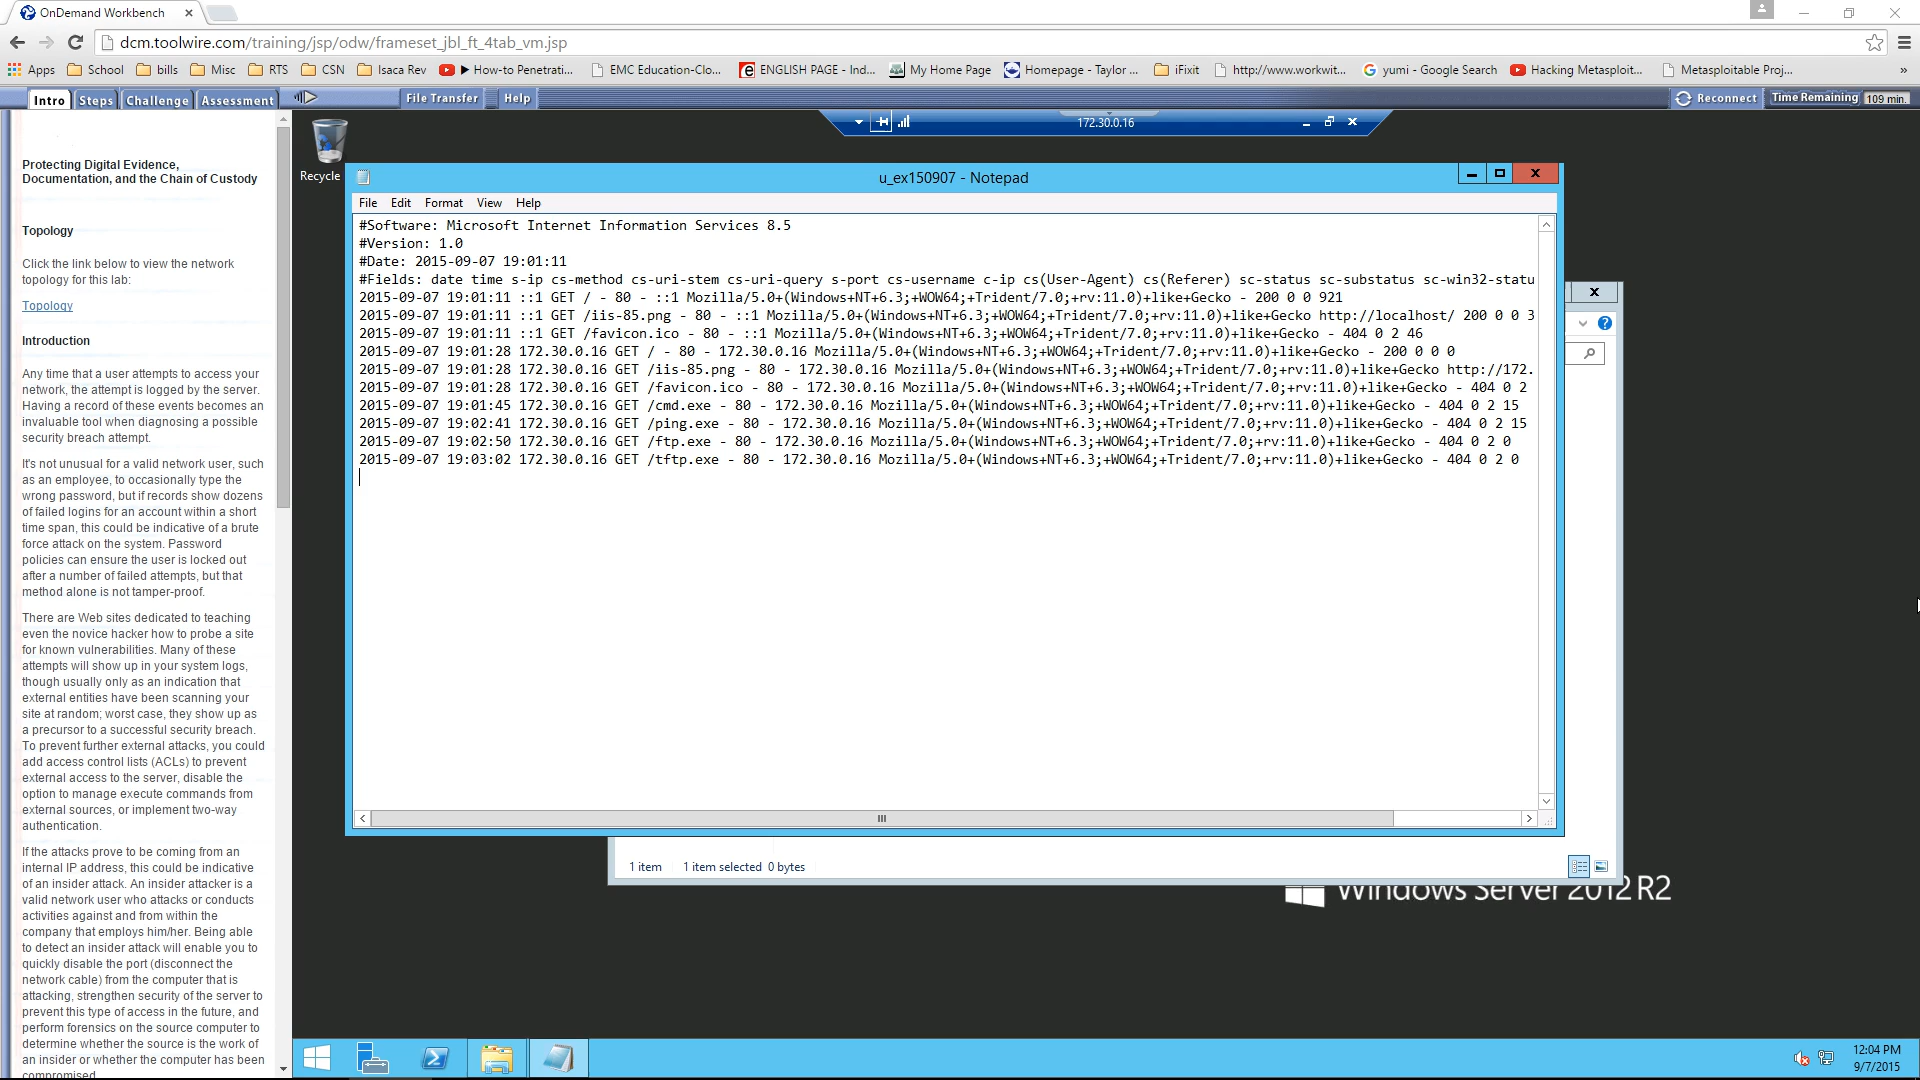 OnDemand Workbench
dcm.toolwire.com/training/jsp/odw/frameset_jbl_ft_4tab_vm.jsp
Apps School bills Misc RTS CSN Isaca Rev ▶ How-to Penetrati... EMC Education-Clo... ENGLISH PAGE - Ind... My Home Page Homepage - Taylor ... iFixit http://www.workwit... yumi - Google Search Hacking Metasploit... Metasploitable Proj... »
Intro Steps Challenge Assessment File Transfer Help Reconnect Time Remaining 109 min.
Protecting Digital Evidence,
Documentation, and the Chain of Custody
Topology
Click the link below to view the network
topology for this lab:
Topology
Introduction
Any time that a user attempts to access your
network, the attempt is logged by the server.
Having a record of these events becomes an
invaluable tool when diagnosing a possible
security breach attempt.
It's not unusual for a valid network user, such
as an employee, to occasionally type the
wrong password, but if records show dozens
of failed logins for an account within a short
time span, this could be indicative of a brute
force attack on the system. Password
policies can ensure the user is locked out
after a number of failed attempts, but that
method alone is not tamper-proof.
There are Web sites dedicated to teaching
even the novice hacker how to probe a site
for known vulnerabilities. Many of these
attempts will show up in your system logs,
though usually only as an indication that
external entities have been scanning your
site at random; worst case, they show up as
a precursor to a successful security breach.
To prevent further external attacks, you could
add access control lists (ACLs) to prevent
external access to the server, disable the
option to manage execute commands from
external sources, or implement two-way
authentication.
If the attacks prove to be coming from an
internal IP address, this could be indicative
of an insider attack. An insider attacker is a
valid network user who attacks or conducts
activities against and from within the
company that employs him/her. Being able
to detect an insider attack will enable you to
quickly disable the port (disconnect the
network cable) from the computer that is
attacking, strengthen security of the server to
prevent this type of access in the future, and
perform forensics on the source computer to
determine whether the source is the work of
an insider or whether the computer has been
compromised
172.30.0.16
Recycle
u_ex150907 - Notepad
File Edit Format View Help
#Software: Microsoft Internet Information Services 8.5
#Version: 1.0
#Date: 2015-09-07 19:01:11
#Fields: date time s-ip cs-method cs-uri-stem cs-uri-query s-port cs-username c-ip cs(User-Agent) cs(Referer) sc-status sc-substatus sc-win32-statu
2015-09-07 19:01:11 ::1 GET / - 80 - ::1 Mozilla/5.0+(Windows+NT+6.3;+WOW64;+Trident/7.0;+rv:11.0)+like+Gecko - 200 0 0 921
2015-09-07 19:01:11 ::1 GET /iis-85.png - 80 - ::1 Mozilla/5.0+(Windows+NT+6.3;+WOW64;+Trident/7.0;+rv:11.0)+like+Gecko http://localhost/ 200 0 0 3
2015-09-07 19:01:11 ::1 GET /favicon.ico - 80 - ::1 Mozilla/5.0+(Windows+NT+6.3;+WOW64;+Trident/7.0;+rv:11.0)+like+Gecko - 404 0 2 46
2015-09-07 19:01:28 172.30.0.16 GET / - 80 - 172.30.0.16 Mozilla/5.0+(Windows+NT+6.3;+WOW64;+Trident/7.0;+rv:11.0)+like+Gecko - 200 0 0 0
2015-09-07 19:01:28 172.30.0.16 GET /iis-85.png - 80 - 172.30.0.16 Mozilla/5.0+(Windows+NT+6.3;+WOW64;+Trident/7.0;+rv:11.0)+like+Gecko http://172.
2015-09-07 19:01:28 172.30.0.16 GET /favicon.ico - 80 - 172.30.0.16 Mozilla/5.0+(Windows+NT+6.3;+WOW64;+Trident/7.0;+rv:11.0)+like+Gecko - 404 0 2
2015-09-07 19:01:45 172.30.0.16 GET /cmd.exe - 80 - 172.30.0.16 Mozilla/5.0+(Windows+NT+6.3;+WOW64;+Trident/7.0;+rv:11.0)+like+Gecko - 404 0 2 15
2015-09-07 19:02:41 172.30.0.16 GET /ping.exe - 80 - 172.30.0.16 Mozilla/5.0+(Windows+NT+6.3;+WOW64;+Trident/7.0;+rv:11.0)+like+Gecko - 404 0 2 15
2015-09-07 19:02:50 172.30.0.16 GET /ftp.exe - 80 - 172.30.0.16 Mozilla/5.0+(Windows+NT+6.3;+WOW64;+Trident/7.0;+rv:11.0)+like+Gecko - 404 0 2 0
2015-09-07 19:03:02 172.30.0.16 GET /tftp.exe - 80 - 172.30.0.16 Mozilla/5.0+(Windows+NT+6.3;+WOW64;+Trident/7.0;+rv:11.0)+like+Gecko - 404 0 2 0
1 item 1 item selected 0 bytes
Windows Server 2012 R2
12:04 PM
9/7/2015